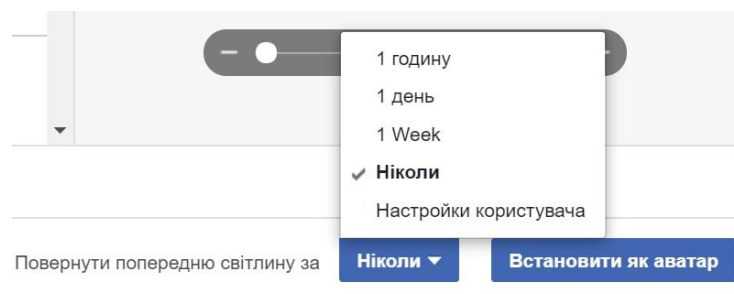 1 годину
1 день
1 Week
Ніколи
Настройки користувача
Повернути попередню світлину за Ніколи Встановити як аватар